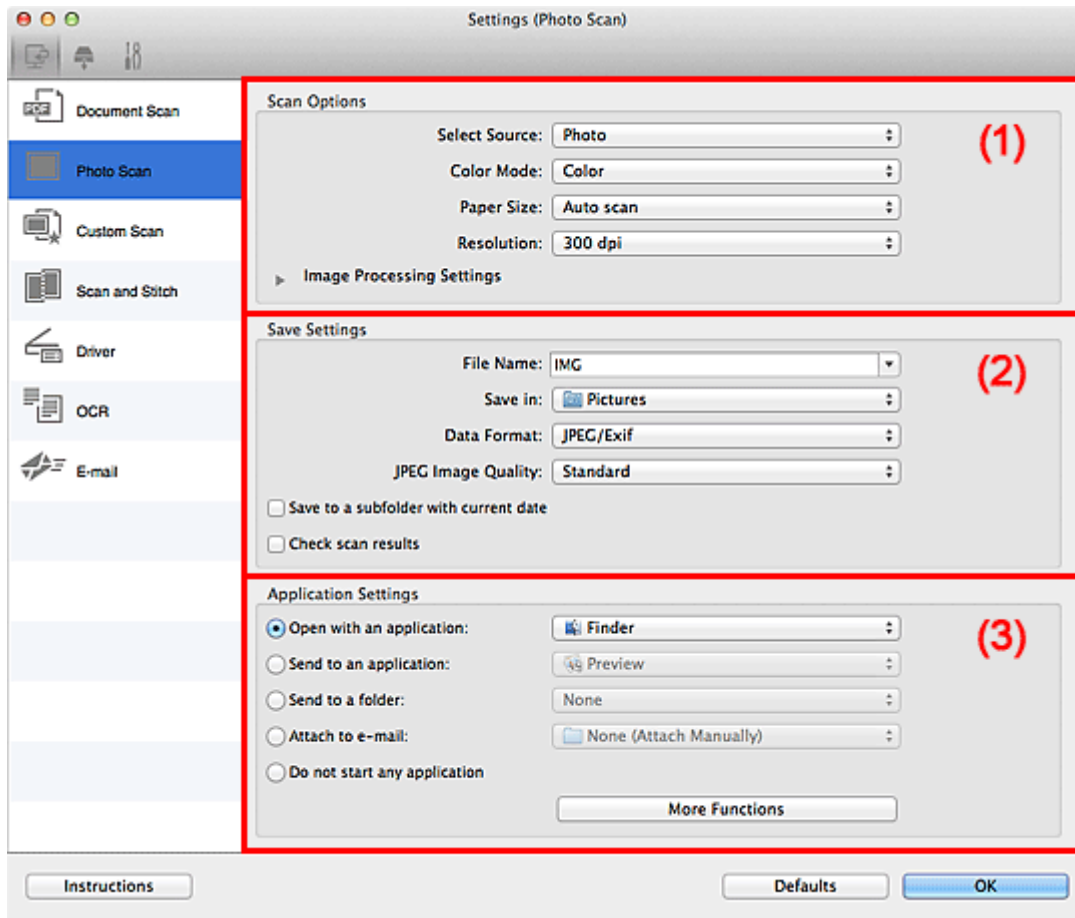 Settings (Photo Scan)
PDF
Document Scan
Photo Scan
Custom Scan
Scan and Stitch
Driver
OCR
E-mail
Scan Options
(1)
Select Source: Photo
Color Mode: Color
Paper Size: Auto scan
Resolution: 300 dpi
Image Processing Settings
Save Settings
(2)
File Name: IMG
Save in: Pictures
Data Format: JPEG/Exif
JPEG Image Quality: Standard
Save to a subfolder with current date
Check scan results
Application Settings
(3)
Open with an application: Finder
Send to an application: Preview
Send to a folder: None
Attach to e-mail: None (Attach Manually)
Do not start any application
More Functions
Instructions
Defaults
OK